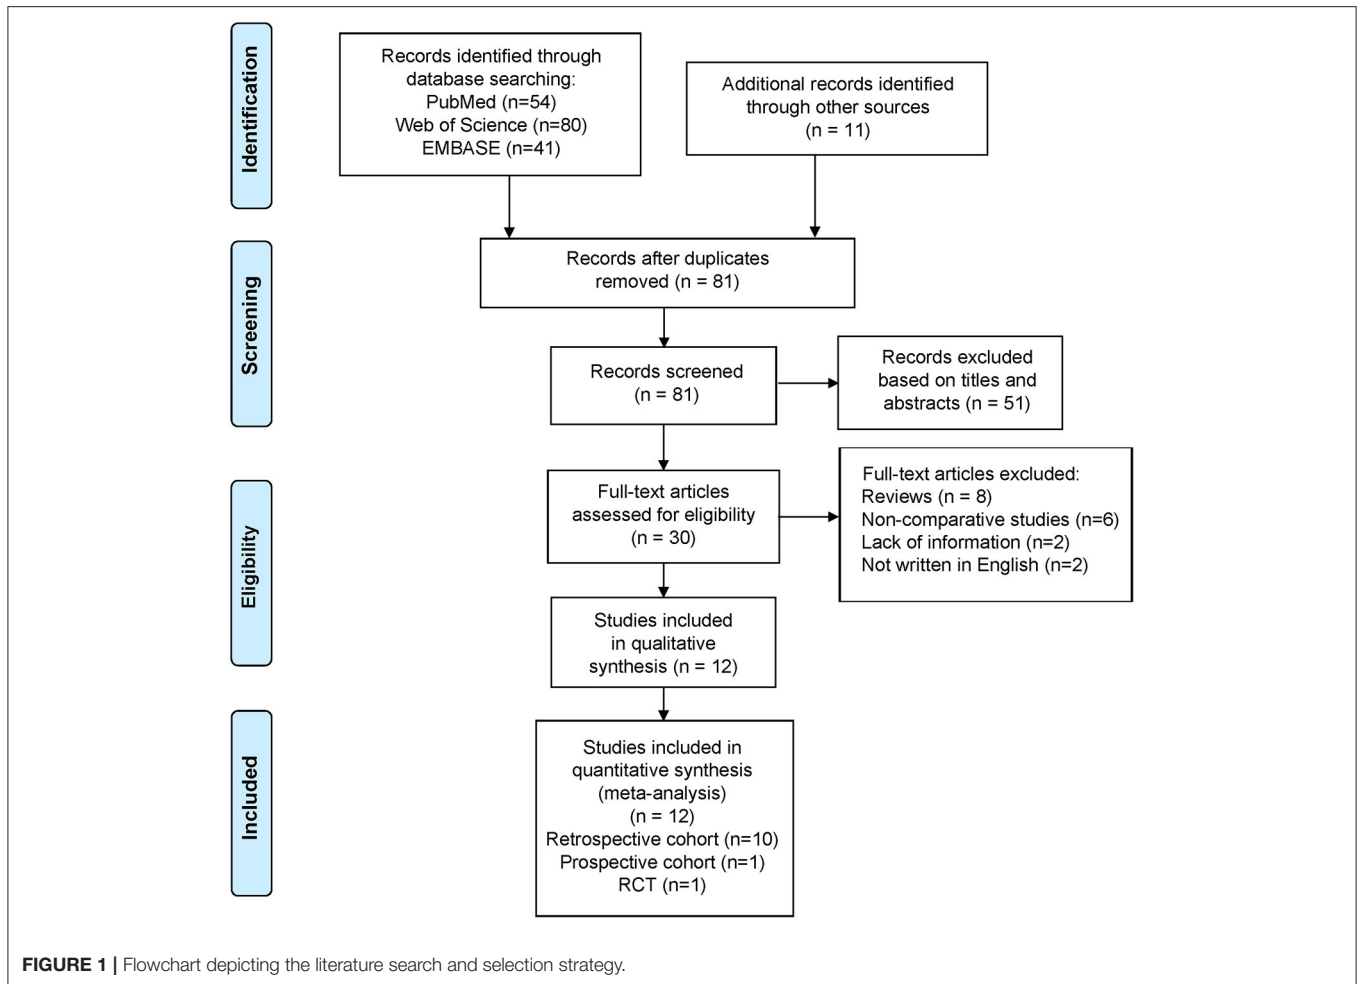 Identification
Records identified through
database searching:
PubMed (n=54)
Web of Science (n=80)
EMBASE (n=41)
Additional records identified
through other sources
(n = 11)
Screening
Records after duplicates
removed (n = 81)
Records screened
(n = 81)
Records excluded
based on titles and
abstracts (n = 51)
Eligibility
Full-text articles
assessed for eligibility
(n = 30)
Full-text articles excluded:
Reviews (n = 8)
Non-comparative studies (n=6)
Lack of information (n=2)
Not written in English (n=2)
Studies included
in qualitative
synthesis (n = 12)
Included
Studies included in
quantitative synthesis
(meta-analysis)
(n = 12)
Retrospective cohort (n=10)
Prospective cohort (n=1)
RCT (n=1)
FIGURE 1 | Flowchart depicting the literature search and selection strategy.